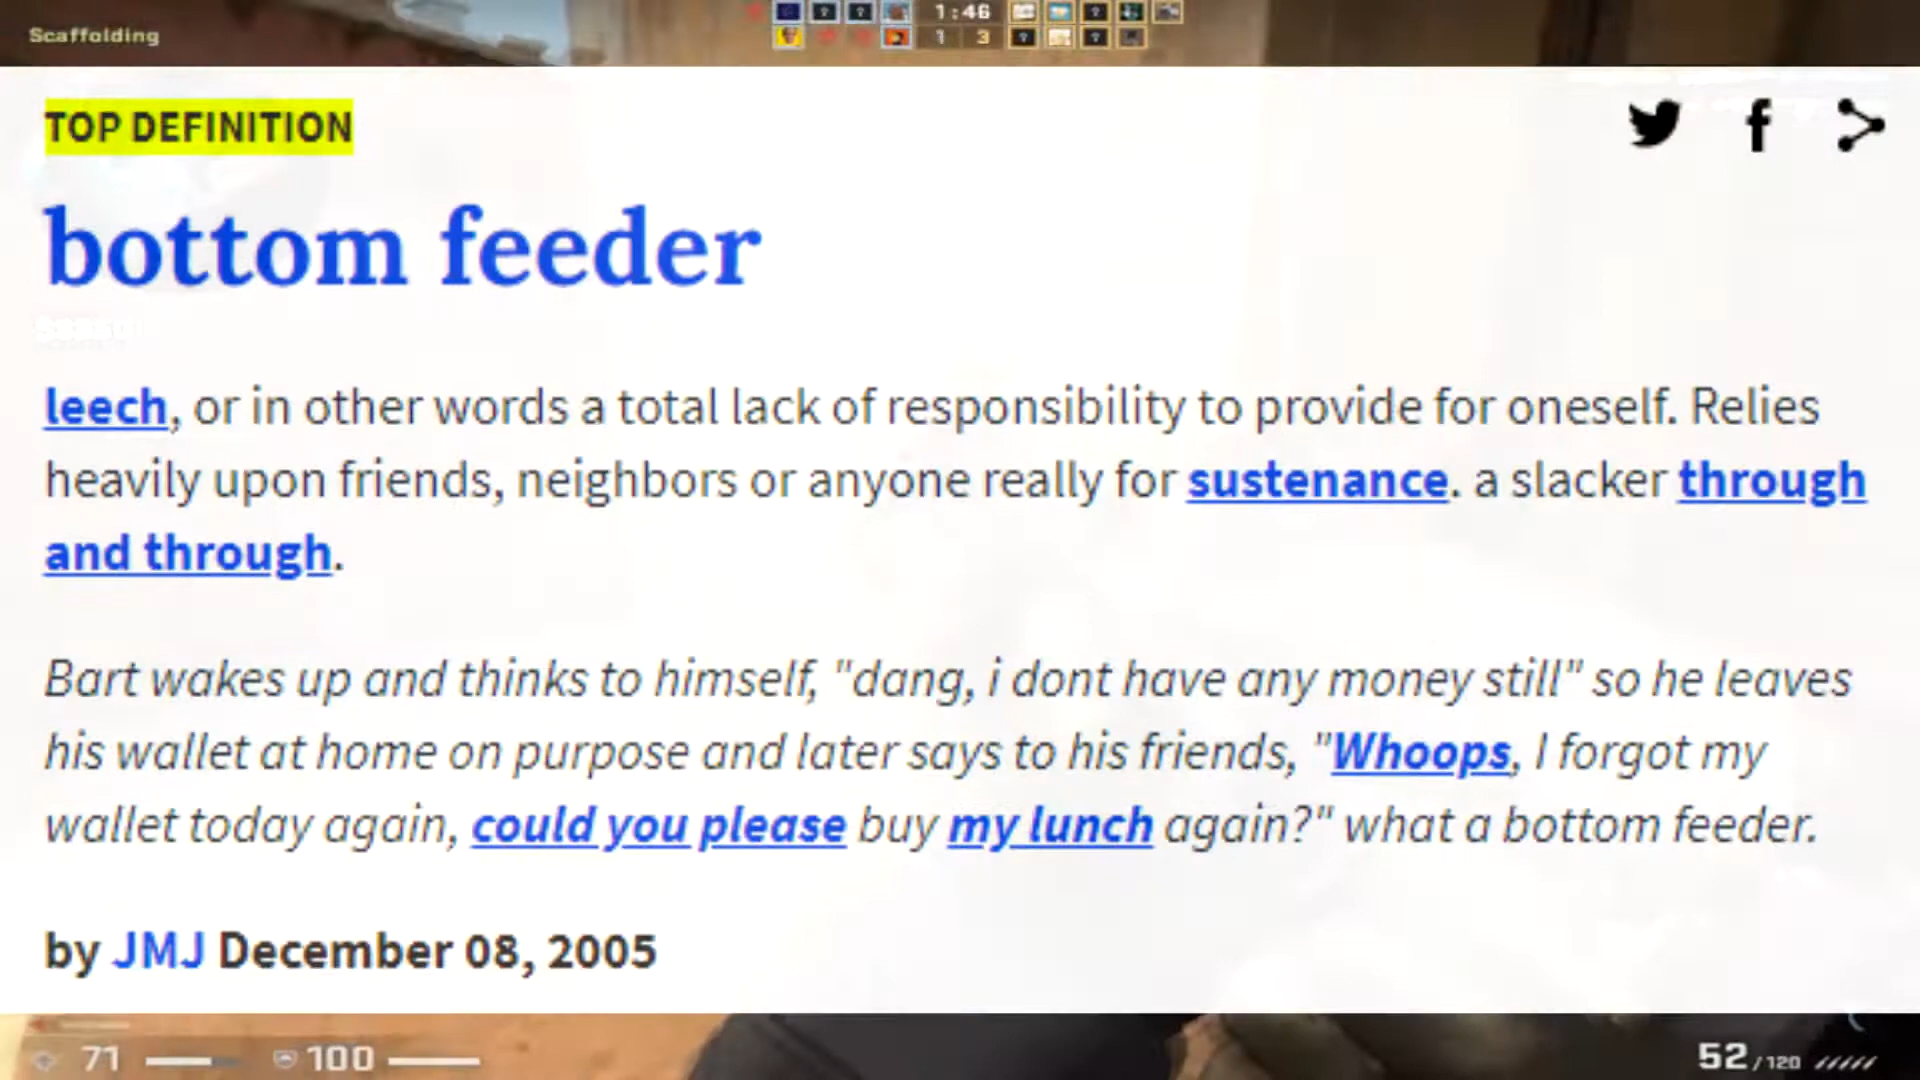 Scaffolding
1:46
1 3
TOP DEFINITION
bottom feeder
leech, or in other words a total lack of responsibility to provide for oneself. Relies
heavily upon friends, neighbors or anyone really for sustenance. a slacker through
and through.
Bart wakes up and thinks to himself, "dang, i dont have any money still" so he leaves
his wallet at home on purpose and later says to his friends, "Whoops, I forgot my
wallet today again, could you please buy my lunch again?" what a bottom feeder.
by JMJ December 08, 2005
71 100
52/120